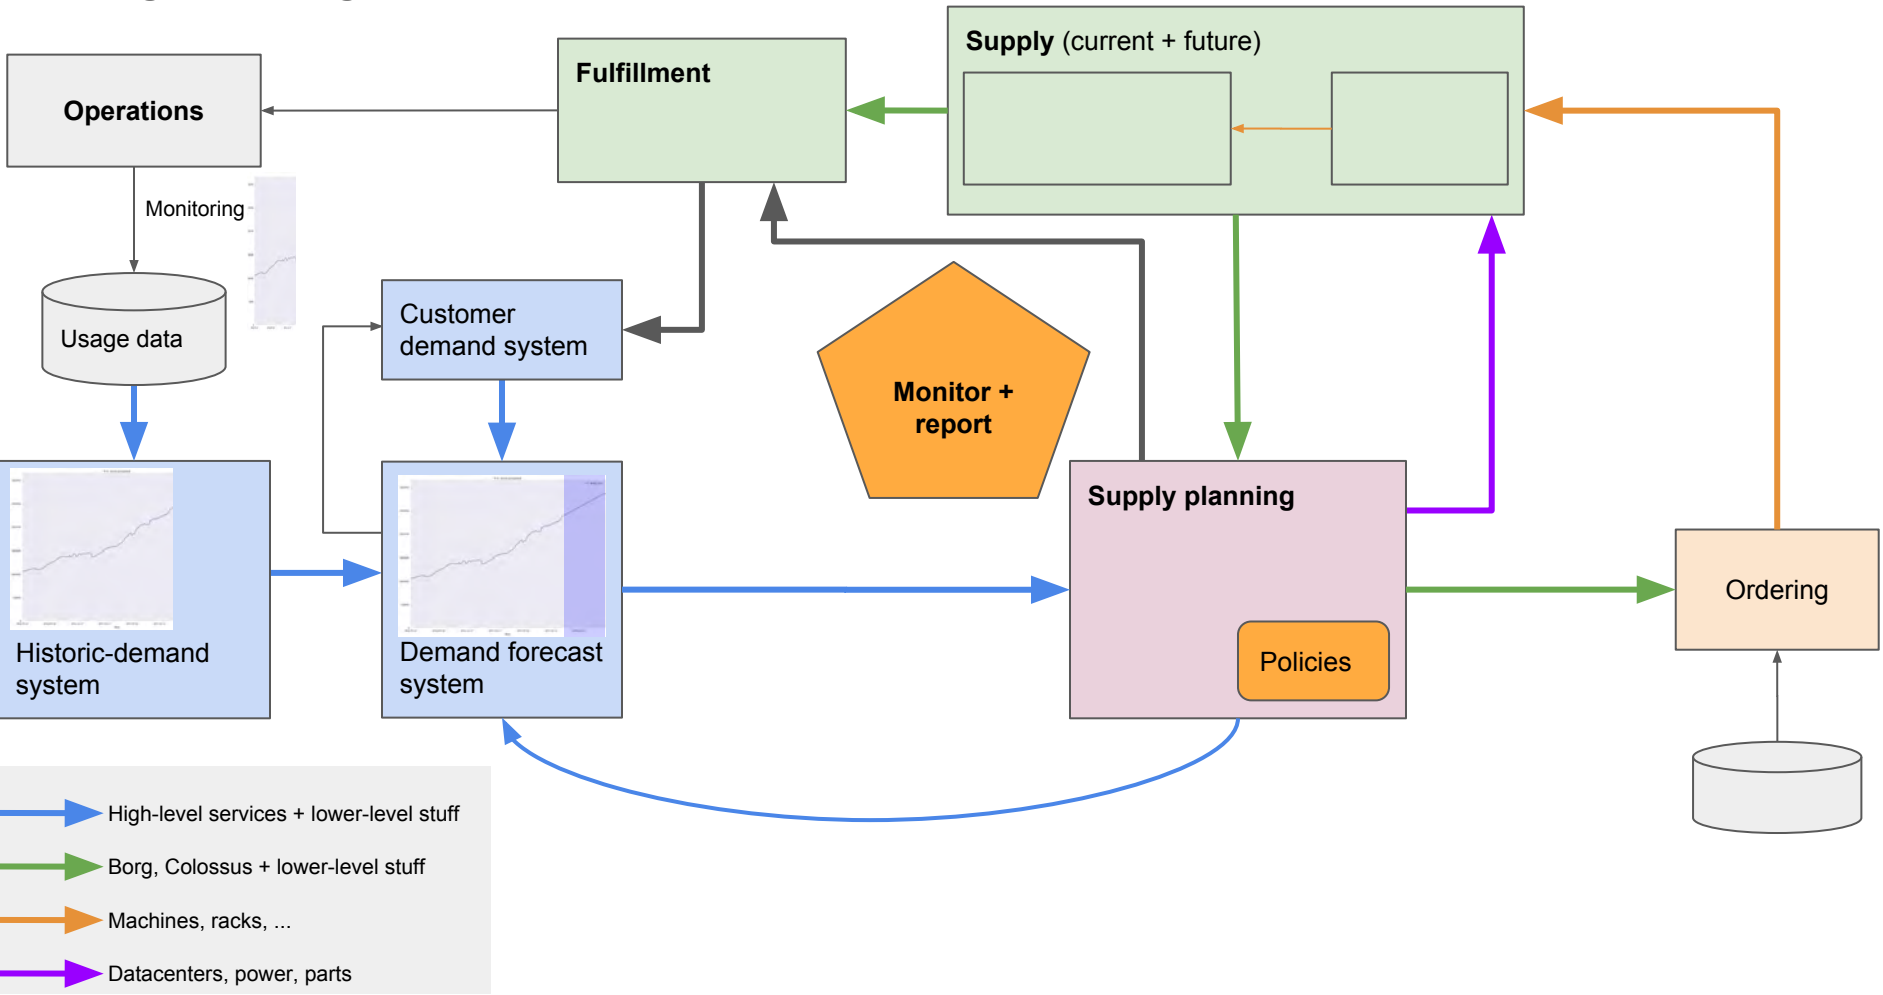 Supply (current + future)
Fulfillment
Operations
Monitoring
Usage data
Customer
demand system
Monitor +
report
Supply planning
Policies
Ordering
Historic-demand
system
Demand forecast
system
High-level services + lower-level stuff
Borg, Colossus + lower-level stuff
Machines, racks, ...
Datacenters, power, parts